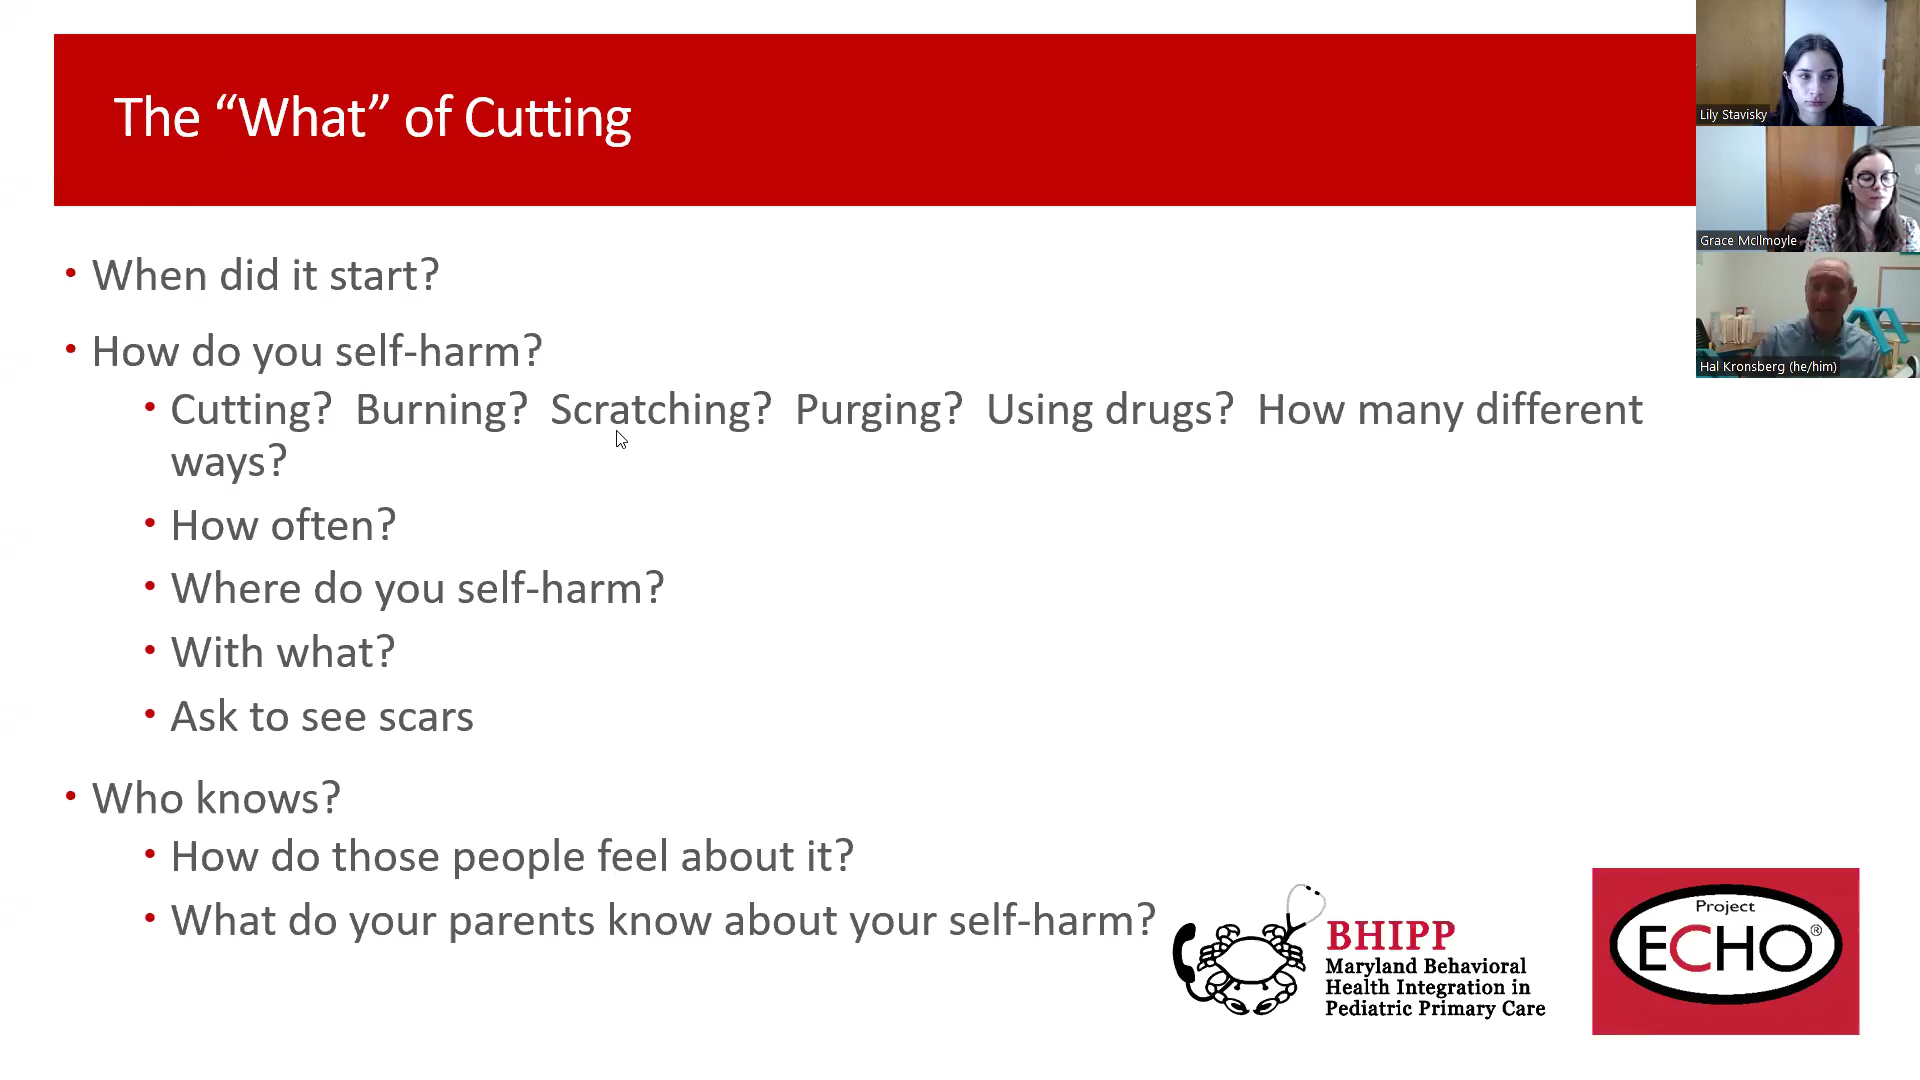 The “What” of Cutting
• When did it start?
• How do you self-harm?
• Cutting? Burning? Scratching? Purging? Using drugs? How many different
ways?
• How often?
• Where do you self-harm?
• With what?
• Ask to see scars
• Who knows?
• How do those people feel about it?
• What do your parents know about your self-harm?
BHIPP
Maryland Behavioral
Health Integration in
Pediatric Primary Care
Project
ECHO®
Lily Stavisky
Grace McIlmoyle
Hal Kronsberg (he/him)